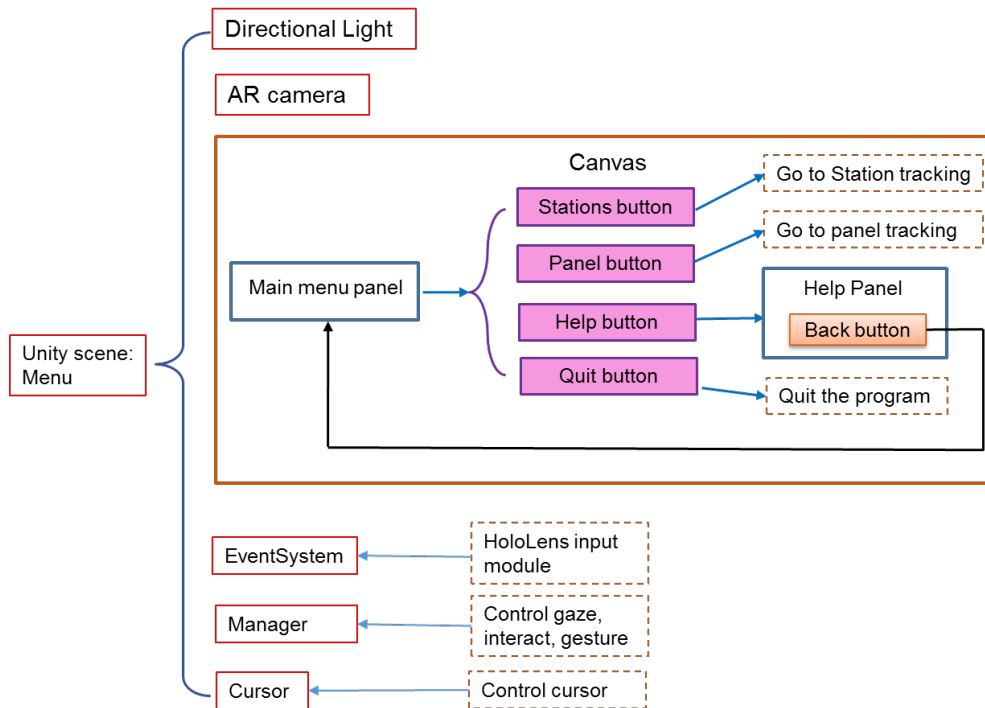 Directional Light
AR camera
Canvas
Go to Station tracking
Stations button
Go to panel tracking
Panel button
Main menu panel
Help Panel
Help button
Back button
Unity scene:
Menu
Quit button
Quit the program
EventSystem
HoloLens input
module
Manager
Control gaze,
interact, gesture
Cursor
Control cursor